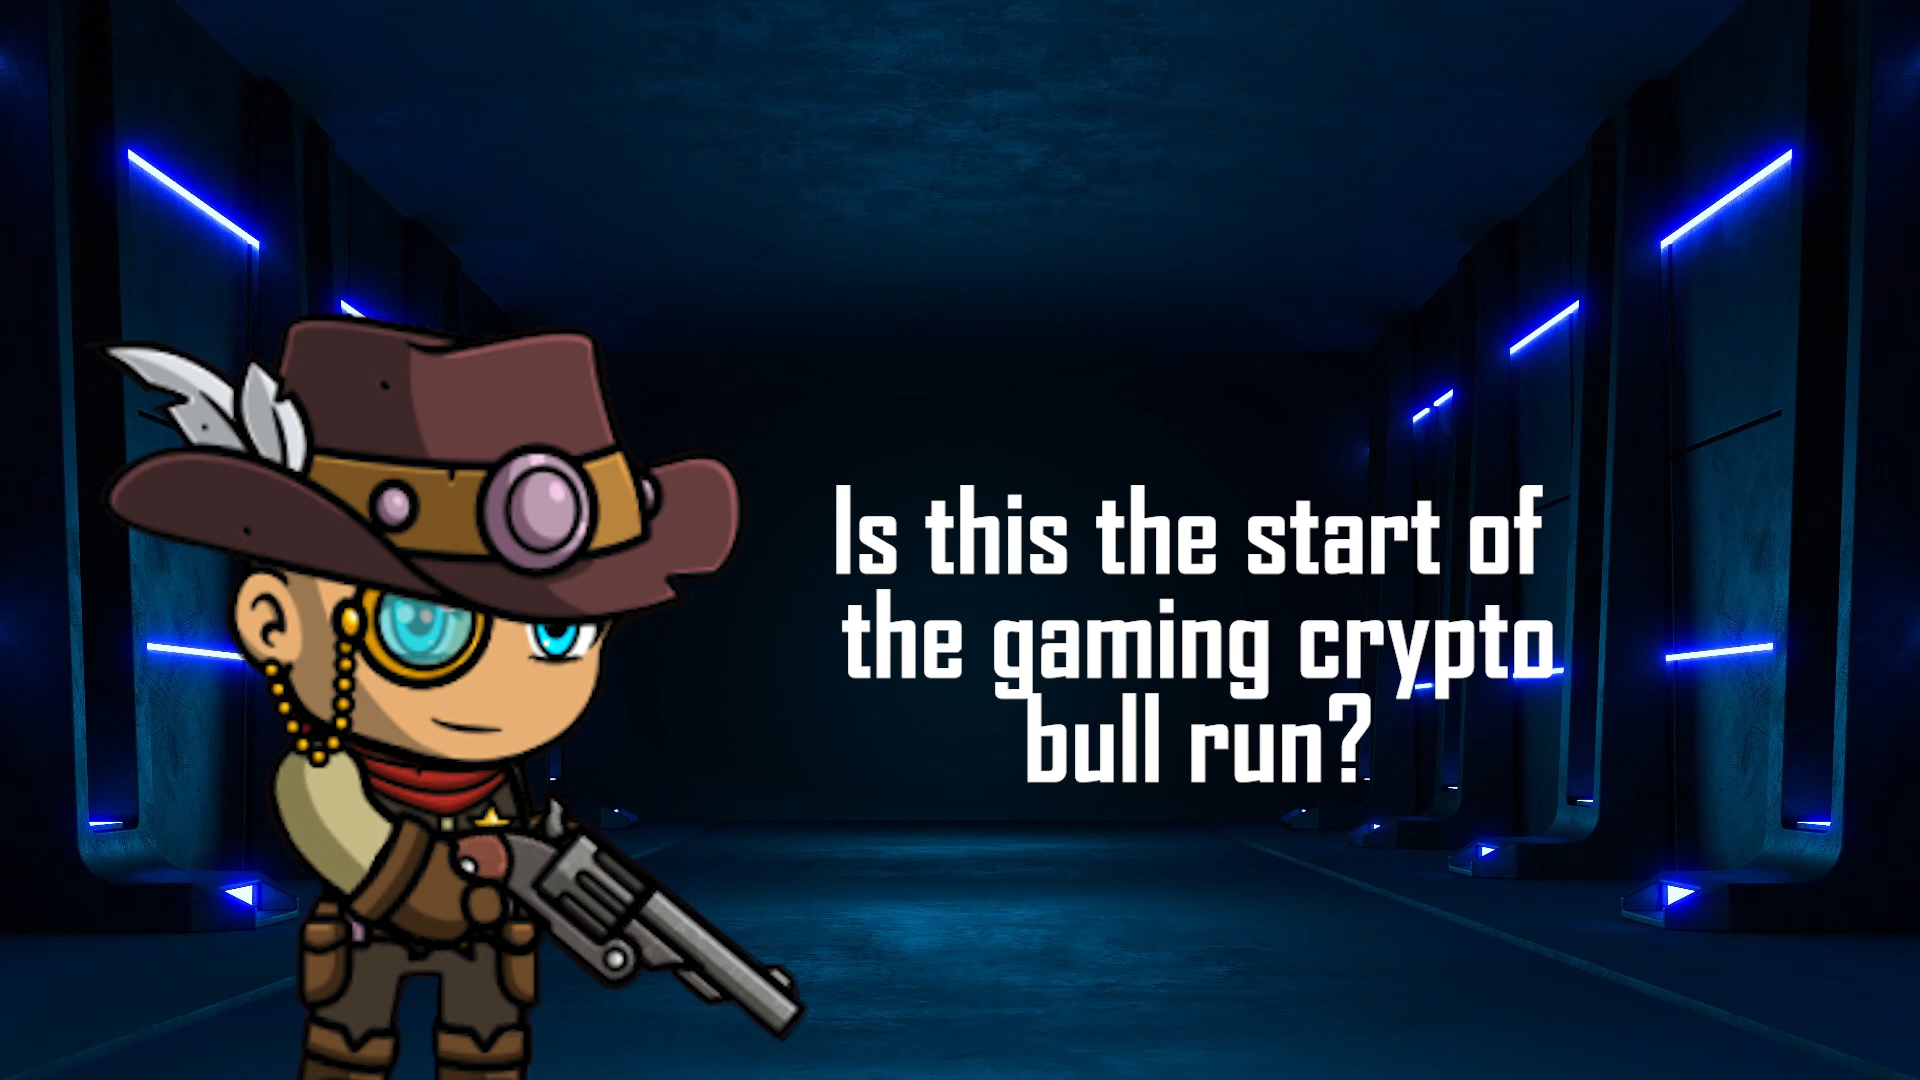 Is this the start of
the gaming crypto
bull run?